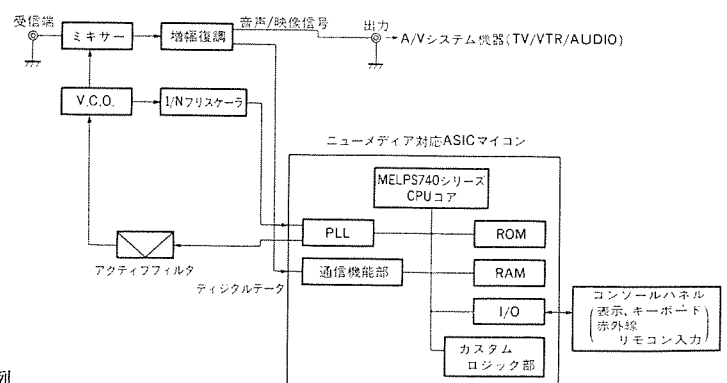 受信端
ミキサー
増幅復調
音声/映像信号
出力
A/Vシステム機器(TV/VTR/AUDIO)
V.C.O.
1/Nプリスケーラ
ニューメディア対応ASICマイコン
MELPS740シリーズ
CPUコア
PLL
ROM
アクティブフィルタ
通信機能部
RAM
ディジタルデータ
I/O
コンソールパネル
表示,キーボード
赤外線
リモコン入力
カスタム
ロジック部
例